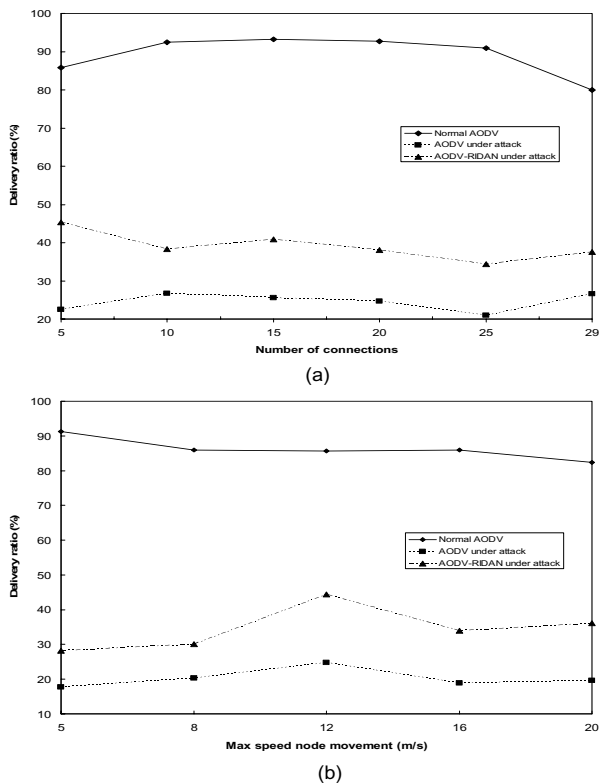 100
90
80
70
60
50
40
30
20
Delivery ratio (%)
Normal AODV
AODV under attack
AODV-RIDAN under attack
5 10 15 20 25 29
Number of connections
(a)
100
90
80
70
60
50
40
30
20
10
Delivery ratio (%)
Normal AODV
AODV under attack
AODV-RIDAN under attack
5 8 12 16 20
Max speed node movement (m/s)
(b)